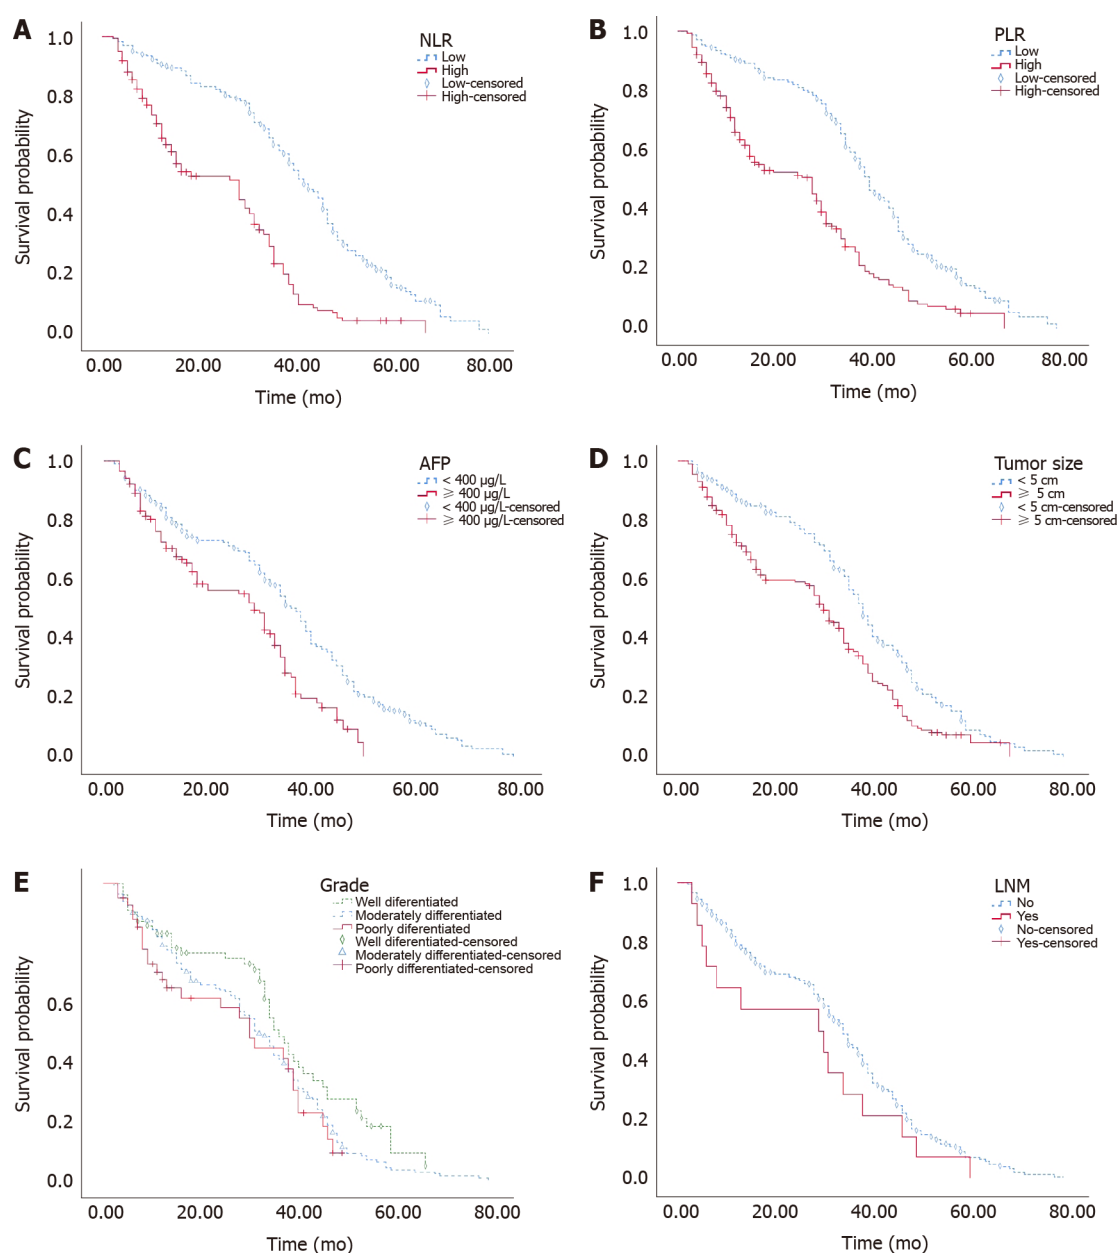 A
NLR
Low
High
Low-censored
High-censored
Survival probability
1.0
0.8
0.6
0.4
0.2
0.0
0.00 20.00 40.00 60.00 80.00
Time (mo)
B
PLR
Low
High
Low-censored
High-censored
Survival probability
1.0
0.8
0.6
0.4
0.2
0.0
0.00 20.00 40.00 60.00 80.00
Time (mo)
C
AFP
< 400 μg/L
⩾ 400 μg/L
< 400 μg/L-censored
⩾ 400 μg/L-censored
Survival probability
1.0
0.8
0.6
0.4
0.2
0.0
0.00 20.00 40.00 60.00 80.00
Time (mo)
D
Tumor size
< 5 cm
⩾ 5 cm
< 5 cm-censored
⩾ 5 cm-censored
Survival probability
1.0
0.8
0.6
0.4
0.2
0.0
0.00 20.00 40.00 60.00 80.00
Time (mo)
E
Grade
Well diferentiated
Moderately differentiated
Poorly differentiated
Well diferentiated-censored
Moderately differentiated-censored
Poorly differentiated-censored
Survival probability
0.6
0.4
0.2
0.0
0.00 20.00 40.00 60.00 80.00
Time (mo)
F
LNM
No
Yes
No-censored
Yes-censored
Survival probability
1.0
0.8
0.6
0.4
0.2
0.0
0.00 20.00 40.00 60.00 80.00
Time (mo)